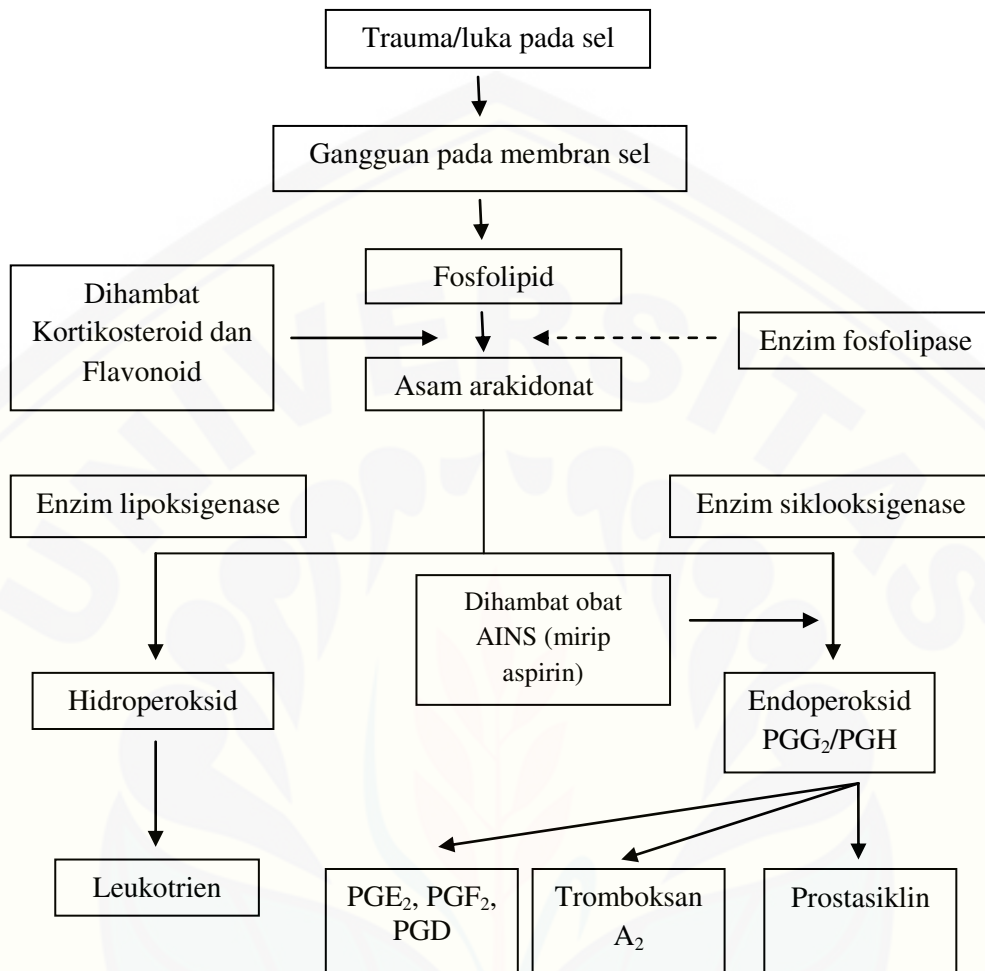 Trauma/luka pada sel
Gangguan pada membran sel
Fosfolipid
Dihambat
Kortikosteroid dan
Flavonoid
Enzim fosfolipase
Asam arakidonat
Enzim lipoksigenase
Enzim siklooksigenase
Dihambat obat
AINS (mirip
aspirin)
Hidroperoksid
Endoperoksid
PGG₂/PGH
Leukotrien
PGE₂, PGF₂,
PGD
Tromboksan
A₂
Prostasiklin
UNIVERSITAS